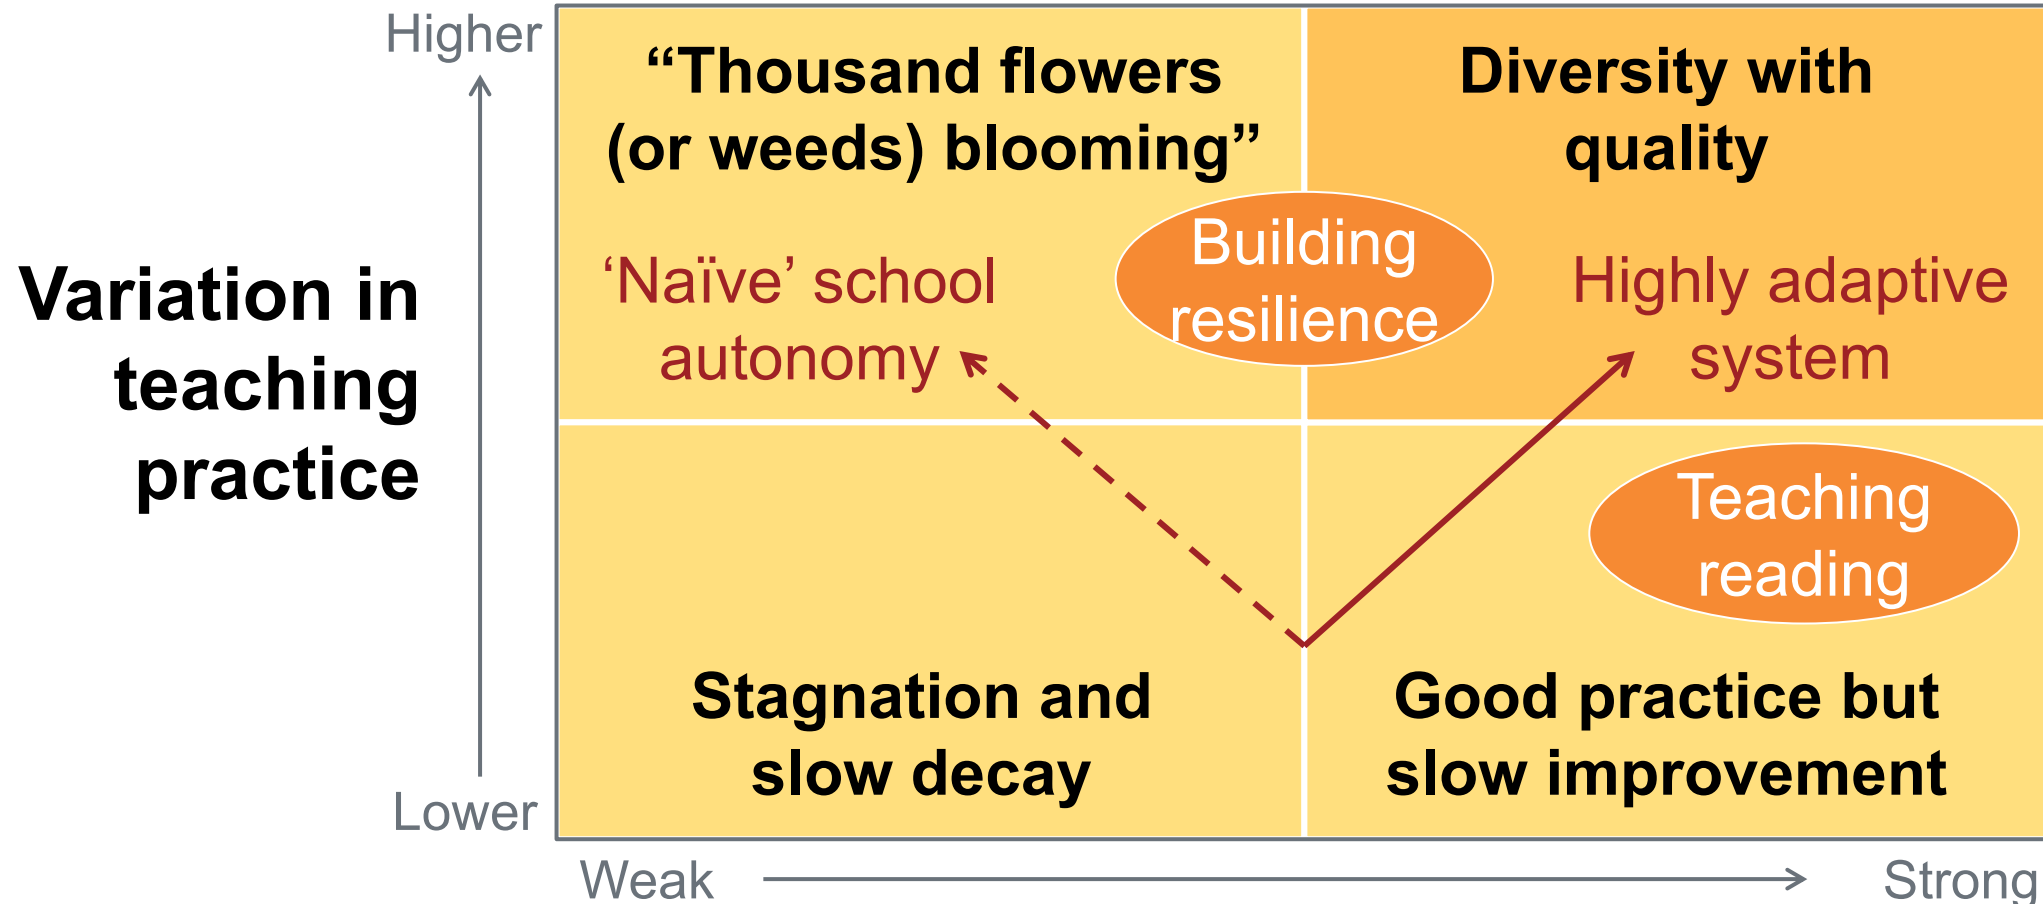 Higher
“Thousand flowers
(or weeds) blooming”
Diversity with
quality
Building
resilience
‘Naïve’ school
autonomy
Highly adaptive
system
Variation in
teaching
practice
Teaching
reading
Stagnation and
slow decay
Good practice but
slow improvement
Lower
Weak
Strong